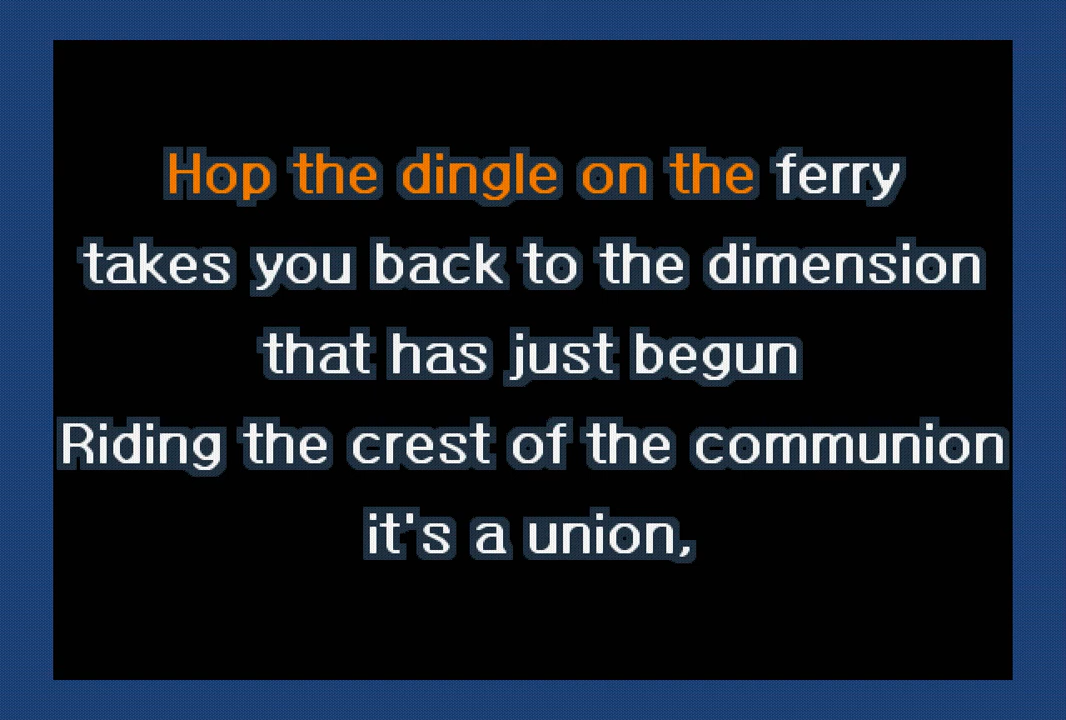 Hop the dingle on the ferry
takes you back to the dimension
that has just begun
Riding the crest of the communion
it's a union,